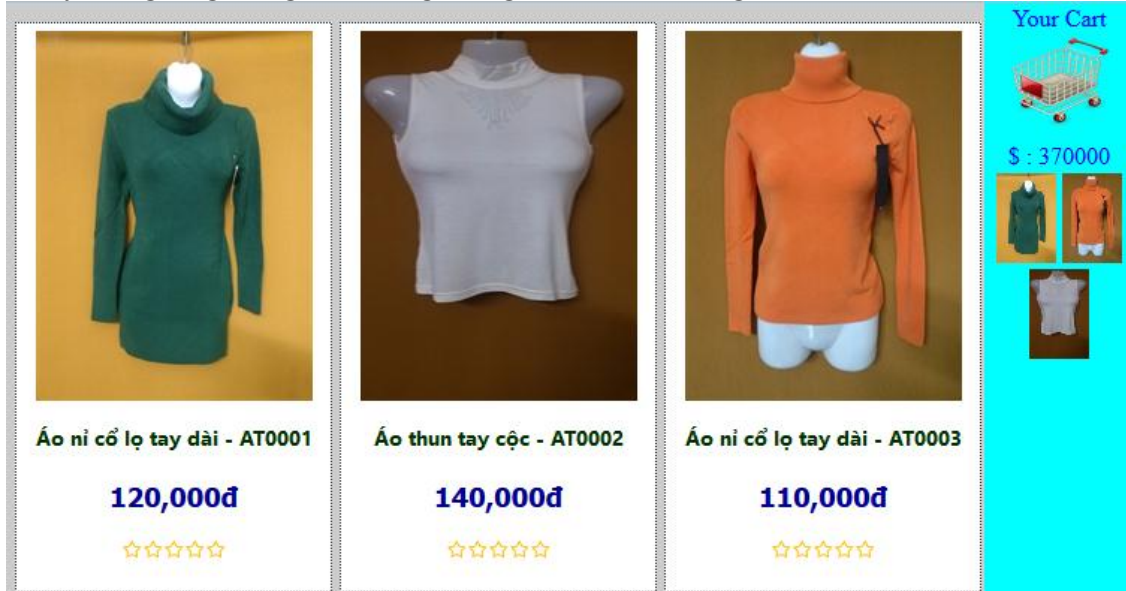 Áo nỉ cổ lọ tay dài - AT0001
120,000đ
Áo thun tay cộc - AT0002
140,000đ
Áo nỉ cổ lọ tay dài - AT0003
110,000đ
Your Cart
$ : 370000